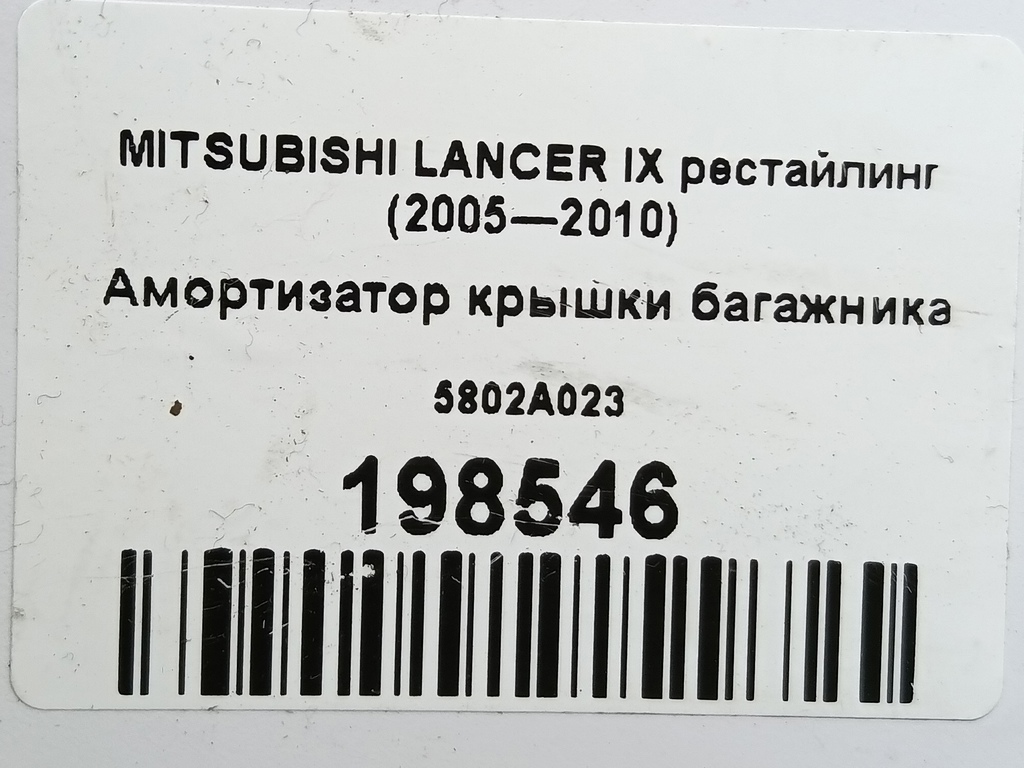 MITSUBISHI LANCER IX рестайлинг
(2005—2010)
Амортизатор крышки багажника
5802A023
198546